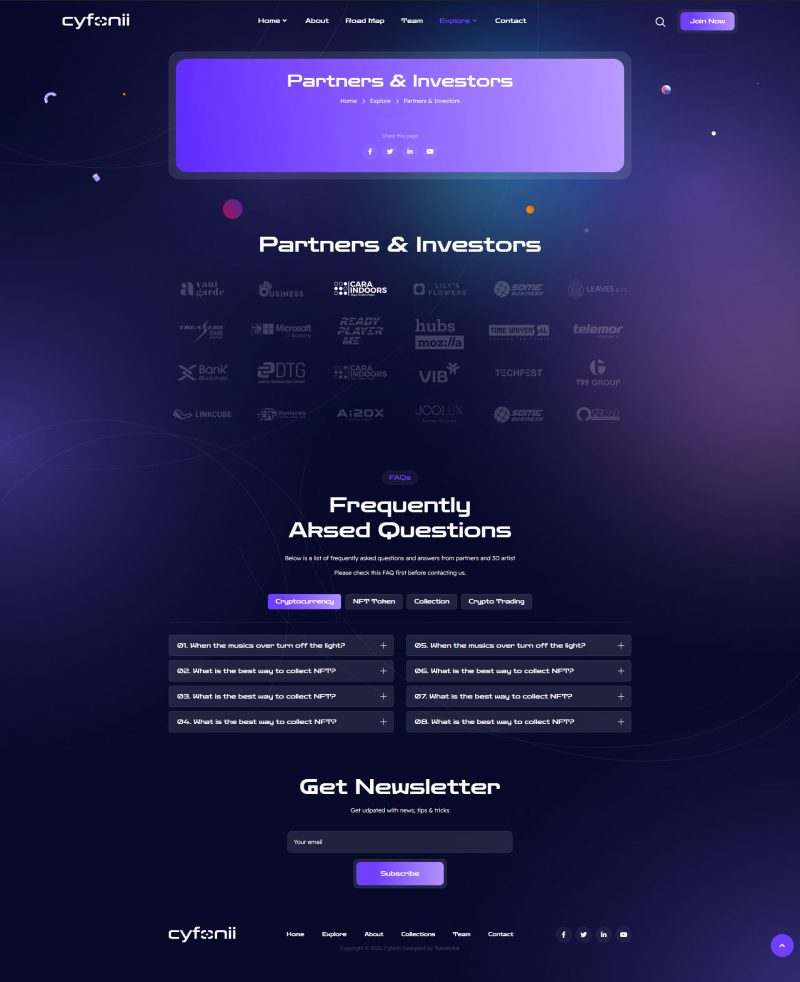 cyfonii
Home About Road Map Team Explore Contact
Join Now
Partners & Investors
Home > Explore > Partners & Investors
Share this page
Partners & Investors
avant garde
BUSINESS
CARA INDOORS
LILY'S FLOWERS
SOME BUSINESS
LEAVES & CO.
TREASURY ONE
Microsoft
IT Academy
READY PLAYER ME
hubs
moz://a
TIME UNIVERSAL
telemar
XBank
Blockchain
DTG
CARA INDOORS
VIB
TECHFEST
T99 GROUP
LINKCUBE
Ventures
Ai20X
JOOLUX
SOME BUSINESS
VR360
FAQs
Frequently
Aksed Questions
Below is a list of frequently asked questions and answers from partners and 3D artist
Please check this FAQ first before contacting us.
Cryptocurrency NFT Token Collection Crypto Trading
01. When the musics over turn off the light? +
05. When the musics over turn off the light? +
02. What is the best way to collect NFT? +
06. What is the best way to collect NFT? +
03. What is the best way to collect NFT? +
07. What is the best way to collect NFT? +
04. What is the best way to collect NFT? +
08. What is the best way to collect NFT? +
Get Newsletter
Get udpated with news, tips & tricks
Your email
Subscribe
cyfonii
Home Explore About Collections Team Contact
Copyright © 2023, Cyfonii. Designed by ThemesFlat